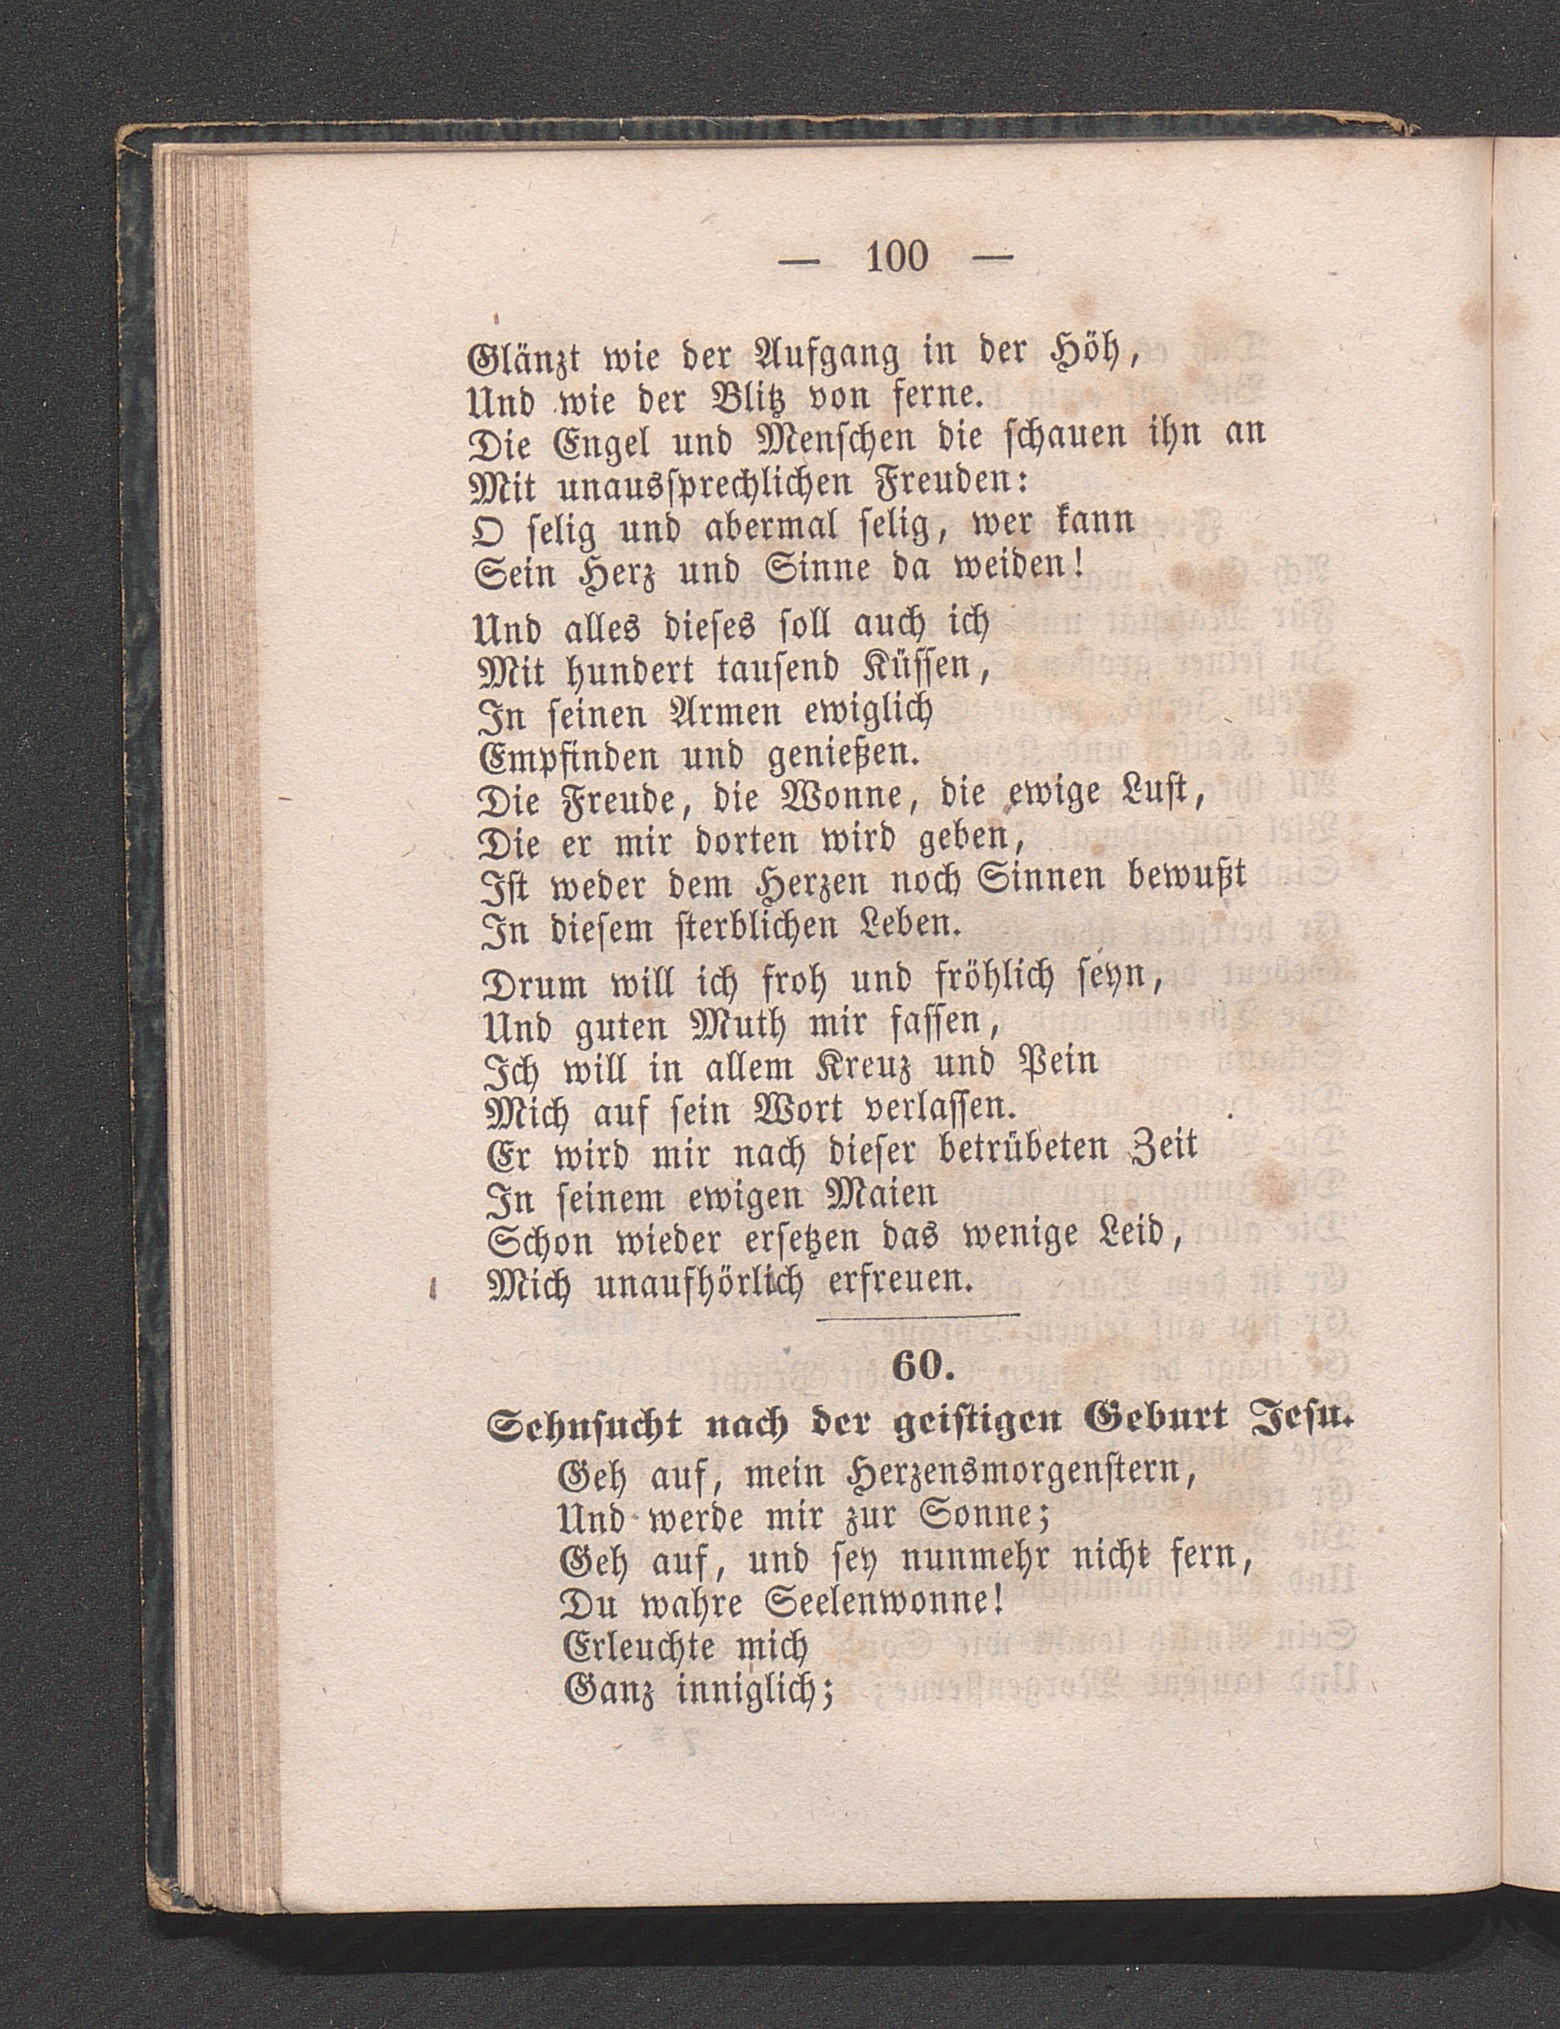 — 100 —
Glänzt wie der Aufgang in der Höh,
Und wie der Blitz von ferne.
Die Engel und Menschen die schauen ihn an
Mit unaussprechlichen Freuden:
O selig und abermal selig, wer kann
Sein Herz und Sinne da weiden!
Und alles dieses soll auch ich
Mit hundert tausend Küssen,
In seinen Armen ewiglich
Empfinden und genießen.
Die Freude, die Wonne, die ewige Lust,
Die er mir dorten wird geben,
Ist weder dem Herzen noch Sinnen bewußt
In diesem sterblichen Leben.
Drum will ich froh und fröhlich seyn,
Und guten Muth mir fassen,
Ich will in allem Kreuz und Pein
Mich auf sein Wort verlassen.
Er wird mir nach dieser betrübeten Zeit
In seinem ewigen Maien
Schon wieder ersetzen das wenige Leid,
Mich unaufhörlich erfreuen.
60.
Sehnsucht nach der geistigen Geburt Jesu.
Geh auf, mein Herzensmorgenstern,
Und werde mir zur Sonne;
Geh auf, und sey nunmehr nicht fern,
Du wahre Seelenwonne!
Erleuchte mich
Ganz inniglich;